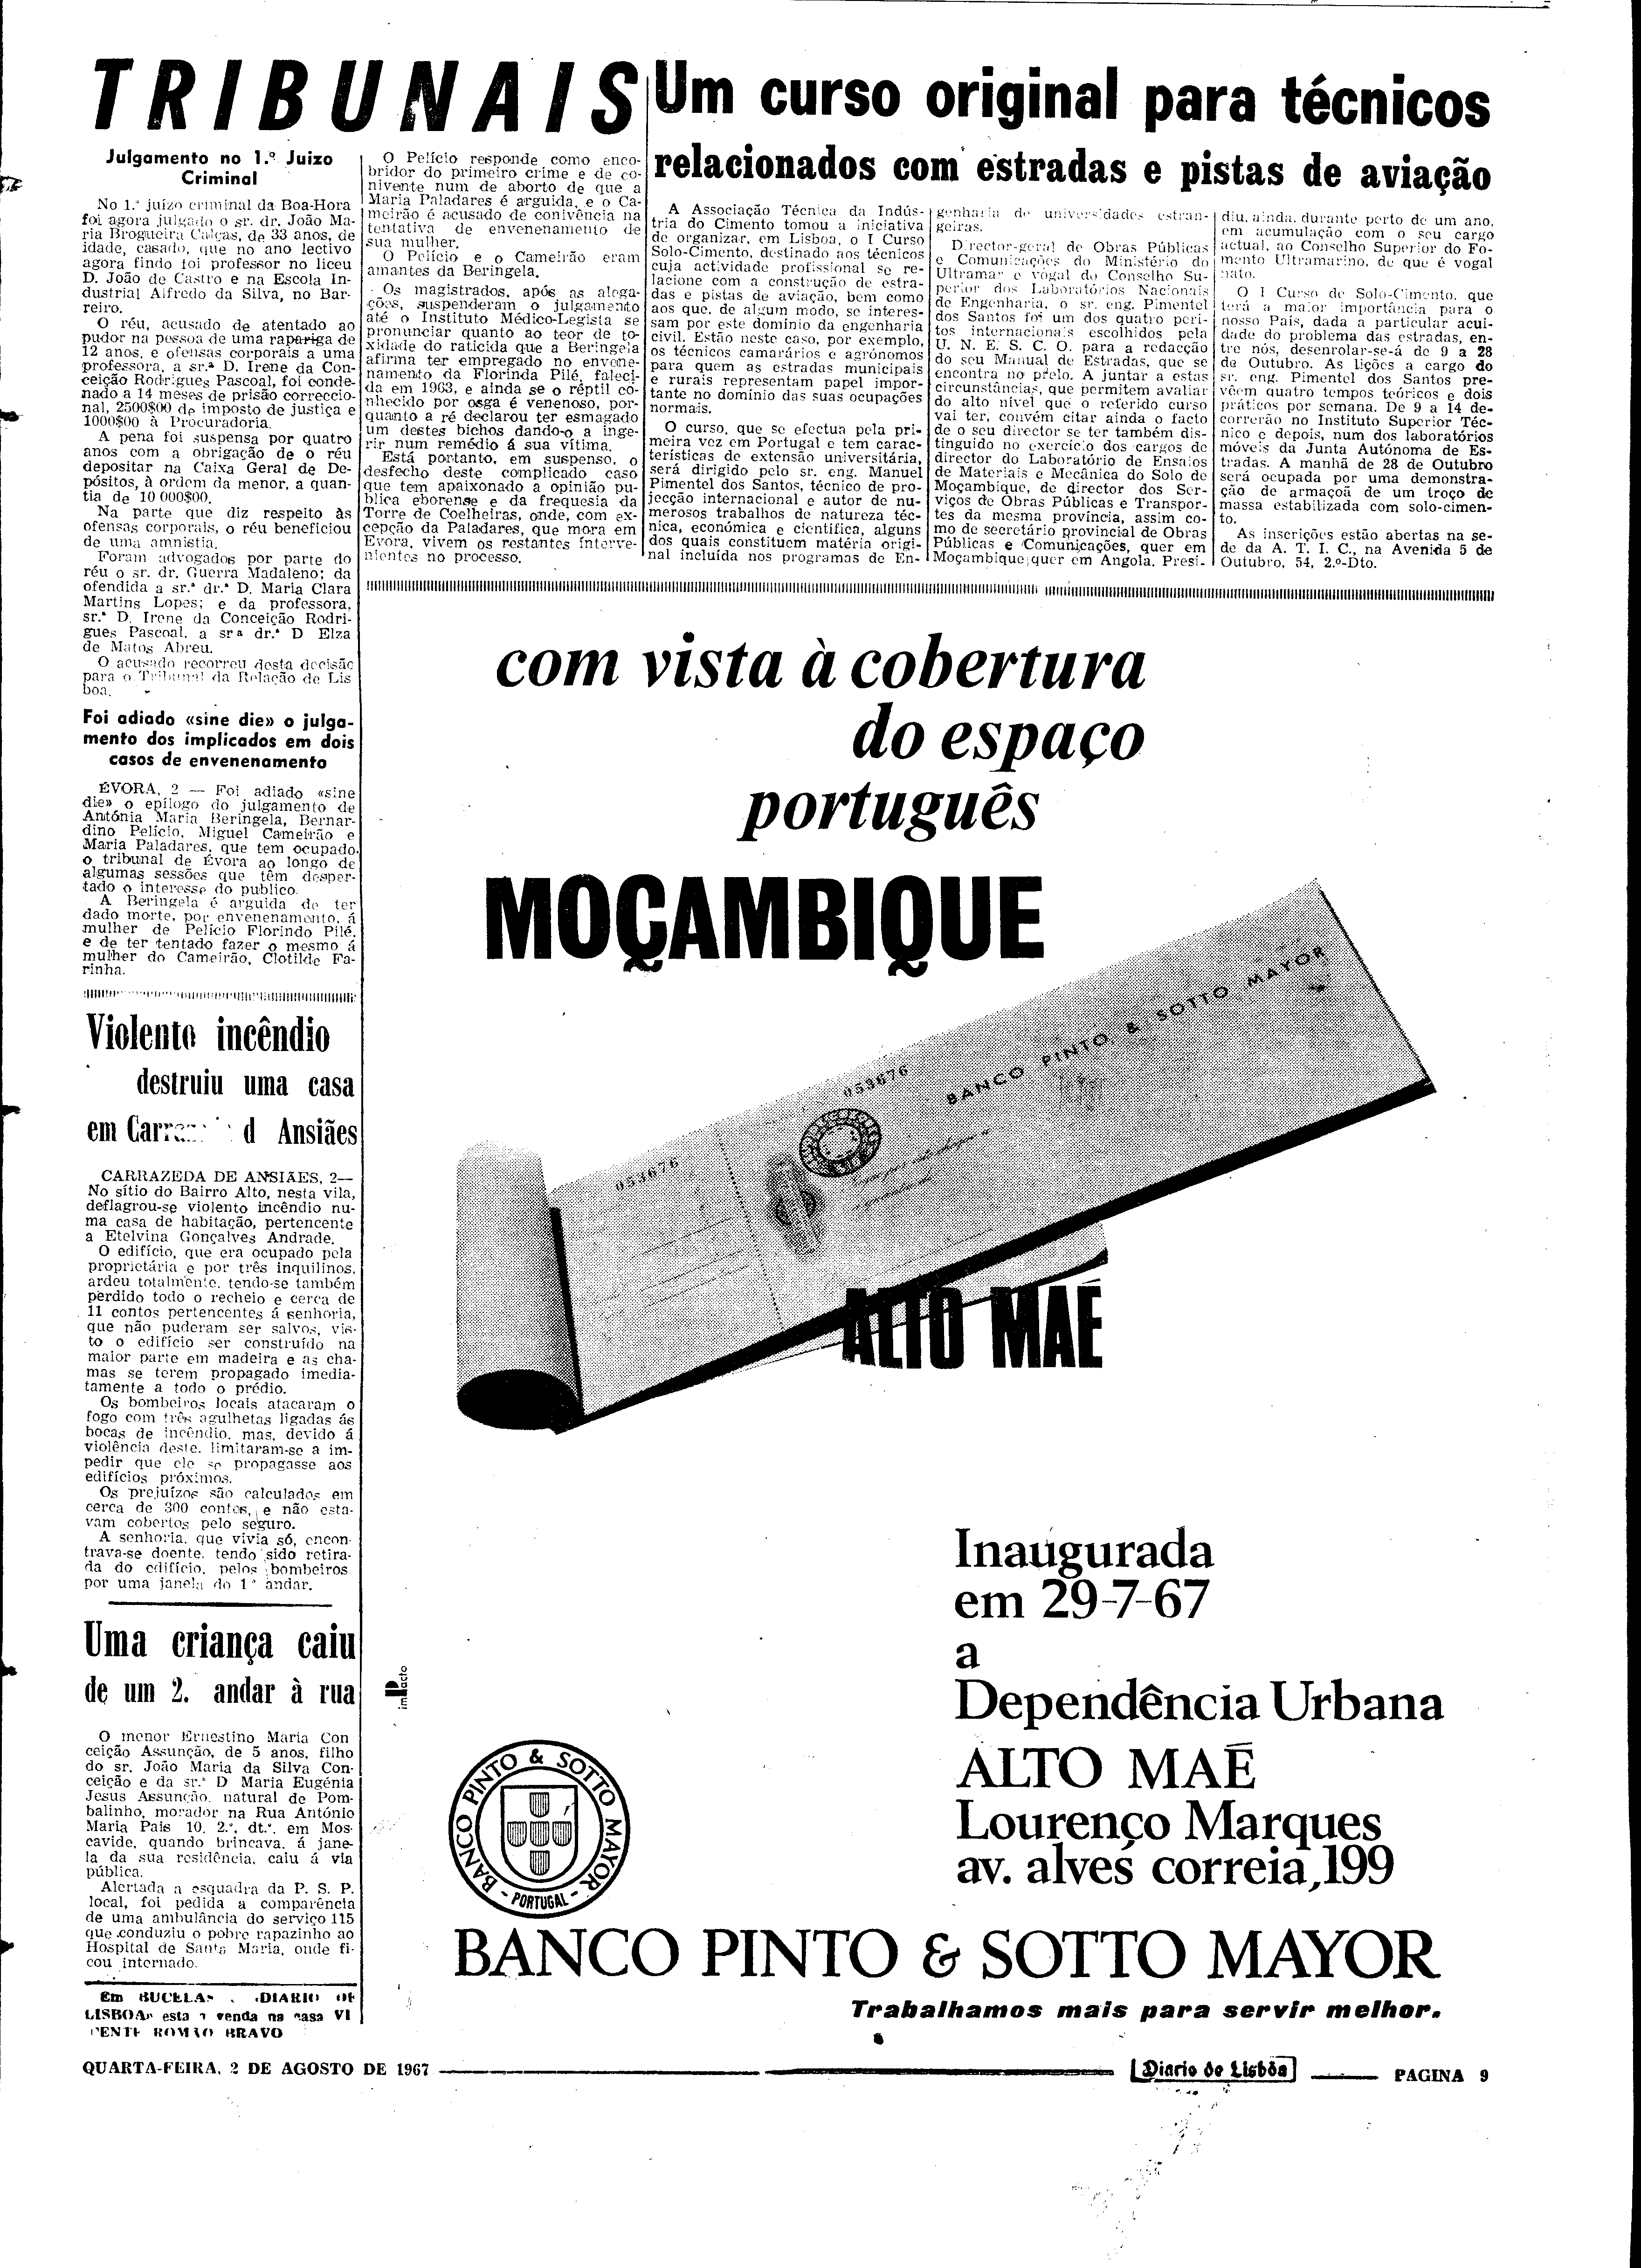 TRIBUNAIS
Julgamento no 1.º Juizo
Criminal
No 1.º juízo criminal da Boa-Hora
foi agora julgado o sr. dr. João Ma-
ria Brogueira Calças, de 33 anos, de
idade, casado, que no ano lectivo
agora findo foi professor no liceu
D. João de Castro e na Escola In-
dustrial Alfredo da Silva, no Bar-
reiro.
O réu, acusado de atentado ao
pudor na pessoa de uma rapariga de
12 anos, e ofensas corporais a uma
professora, a sr.ª D. Irene da Con-
ceição Rodrigues Pascoal, foi conde-
nado a 14 meses de prisão correccio-
nal, 2500$00 de imposto de justiça e
1000$00 à Procuradoria.
A pena foi suspensa por quatro
anos com a obrigação de o réu
depositar na Caixa Geral de De-
pósitos, à ordem da menor, a quan-
tia de 10 000$00.
Na parte que diz respeito às
ofensas corporais, o réu beneficiou
de uma amnistia.
Foram advogados por parte do
réu o sr. dr. Guerra Madaleno; da
ofendida a sr.ª dr.ª D. Maria Clara
Martins Lopes; e da professora,
sr.ª D. Irene da Conceição Rodri-
gues Pascoal, a srª dr.ª D Elza
de Matos Abreu.
O acusado recorreu desta decisão
para o Tribunal da Relação de Lis
boa.
Foi adiado «sine die» o julga-
mento dos implicados em dois
casos de envenenamento
ÉVORA, 2 — Foi adiado «sine
die» o epílogo do julgamento de
Antónia Maria Beringela, Bernar-
dino Pelício, Miguel Cameirão e
Maria Paladares, que tem ocupado
o tribunal de Évora ao longo de
algumas sessões que têm desper-
tado o interesse do publico.
A Beringela é arguida de ter
dado morte, por envenenamento, á
mulher de Pelício Florindo Pilé,
e de ter tentado fazer o mesmo á
mulher do Cameirão, Clotilde Fa-
rinha.
O Pelício responde como enco-
bridor do primeiro crime e de co-
nivente num de aborto de que a
Maria Paladares é arguida, e o Ca-
meirão é acusado de conivência na
tentativa de envenenamento de
sua mulher.
O Pelício e o Cameirão eram
amantes da Beringela.
Os magistrados, após as alega-
ções, suspenderam o julgamento
até o Instituto Médico-Legista se
pronunciar quanto ao teor de to-
xidade do raticida que a Beringela
afirma ter empregado no envene-
namento da Florinda Pilé, faleci-
da em 1963, e ainda se o réptil co-
nhecido por osga é venenoso, por-
quanto a ré declarou ter esmagado
um destes bichos dando-o a inge-
rir num remédio á sua vítima.
Está portanto, em suspenso, o
desfecho deste complicado caso
que tem apaixonado a opinião pu-
blica eborense e da frequesia da
Torre de Coelheiras, onde, com ex-
cepção da Paladares, que mora em
Evora, vivem os restantes interve-
nientes no processo.
Um curso original para técnicos
relacionados com estradas e pistas de aviação
A Associação Técnica da Indús-
tria do Cimento tomou a iniciativa
de organizar, em Lisboa, o I Curso
Solo-Cimento, destinado aos técnicos
cuja actividade profissional se re-
lacione com a construção de estra-
das e pistas de aviação, bem como
aos que, de algum modo, se interes-
sam por este domínio da engenharia
civil. Estão neste caso, por exemplo,
os técnicos camarários e agrónomos
para quem as estradas municipais
e rurais representam papel impor-
tante no domínio das suas ocupações
normais.
O curso, que se efectua pela pri-
meira vez em Portugal e tem carac-
terísticas de extensão universitária,
será dirigido pelo sr. eng. Manuel
Pimentel dos Santos, técnico de pro-
jecção internacional e autor de nu-
merosos trabalhos de natureza téc-
nica, económica e cientifica, alguns
dos quais constituem matéria origi-
nal incluída nos programas de En-
genharia de universidades estran-
geiras.
Director-geral de Obras Públicas
e Comunicações do Ministério do
Ultramar e vogal do Conselho Su-
perior dos Laboratórios Nacionais
de Engenharia, o sr. eng. Pimentel
dos Santos foi um dos quatro peri-
tos internacionais escolhidos pela
U. N. E. S. C. O. para a redacção
do seu Manual de Estradas, que se
encontra no prelo. A juntar a estas
circunstâncias, que permitem avaliar
do alto nível que o referido curso
vai ter, convém citar ainda o facto
de o seu director se ter também dis-
tinguido no exercício dos cargos de
director do Laboratório de Ensaios
de Materiais e Mecânica do Solo de
Moçambique, de director dos Ser-
viços de Obras Públicas e Transpor-
tes da mesma província, assim co-
mo de secretário provincial de Obras
Públicas e Comunicações, quer em
Moçambique, quer em Angola. Presi-
diu, ainda, durante perto de um ano,
em acumulação com o seu cargo
actual, ao Conselho Superior do Fo-
mento Ultramarino, de que é vogal
nato.
O I Curso de Solo-Cimento, que
terá a maior importância para o
nosso País, dada a particular acui-
dade do problema das estradas, en-
tre nós, desenrolar-se-á de 9 a 28
de Outubro. As lições a cargo do
sr. eng. Pimentel dos Santos pre-
vêem quatro tempos teóricos e dois
práticos por semana. De 9 a 14 de-
correrão no Instituto Superior Téc-
nico e depois, num dos laboratórios
móveis da Junta Autónoma de Es-
tradas. A manhã de 28 de Outubro
será ocupada por uma demonstra-
ção de armaçoã de um troço de
massa estabilizada com solo-cimen-
to.
As inscrições estão abertas na se-
de da A. T. I. C., na Avenida 5 de
Outubro, 54, 2.º-Dto.
Violento incêndio
destruiu uma casa
em Ansiães
CARRAZEDA DE ANSIÃES, 2—
No sítio do Bairro Alto, nesta vila,
deflagrou-se violento incêndio nu-
ma casa de habitação, pertencente
a Etelvina Gonçalves Andrade.
O edifício, que era ocupado pela
proprietária e por três inquilinos,
ardeu totalmente, tendo-se também
perdido todo o recheio e cerca de
11 contos pertencentes á senhoria,
que não puderam ser salvos, vis-
to o edifício ser construído na
maior parte em madeira e as cha-
mas se terem propagado imedia-
tamente a todo o prédio.
Os bombeiros locais atacaram o
fogo com três agulhetas ligadas ás
bocas de incêndio, mas, devido á
violência deste, limitaram-se a im-
pedir que ele se propagasse aos
edifícios próximos.
Os prejuízos são calculados em
cerca de 300 contos, e não esta-
vam cobertos pelo seguro.
A senhoria, que vivia só, encon-
trava-se doente, tendo sido retira-
da do edifício, pelos bombeiros
por uma janela do 1.º andar.
Uma criança caiu
de um 2. andar à rua
O menor Ernestino Maria Con
ceição Assunção, de 5 anos, filho
do sr. João Maria da Silva Con-
ceição e da sr.ª D Maria Eugénia
Jesus Assunção, natural de Pom-
balinho, morador na Rua António
Maria Pais 10, 2.º, dt.º, em Mos-
cavide, quando brincava, á jane-
la da sua residência, caiu á via
pública.
Alertada a esquadra da P. S. P.
local, foi pedida a comparência
de uma ambulância do serviço 115
que conduziu o pobre rapazinho ao
Hospital de Santa Maria, onde fi-
cou internado.
Em BUCELAS DIARIO DE
LISBOA» esta venda na casa VI
CENTE ROMÃO BRAVO
com vista à cobertura
do espaço
português
MOÇAMBIQUE
BANCO PINTO & SOTTO MAYOR
053676
053676
ALTO MAÉ
Inaugurada
em 29-7-67
a
Dependência Urbana
ALTO MAÉ
Lourenço Marques
av. alves correia,199
impacto
BANCO PINTO & SOTTO MAYOR
- PORTUGAL -
BANCO PINTO & SOTTO MAYOR
Trabalhamos mais para servir melhor.
QUARTA-FEIRA, 2 DE AGOSTO DE 1967
Diario de Lisbôa
PAGINA 9